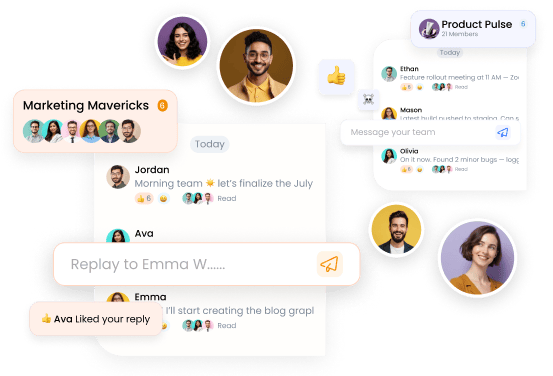 Product Pulse 6
21 Members
Today
Ethan
Feature rollout meeting at 11 AM — Zoo
6 Read
Mason
Latest build pushed to staging. Can s
Message your team
Olivia
On it now. Found 2 minor bugs — logg
Read
Marketing Mavericks 6
Today
Jordan
Morning team let's finalize the July
6 Read
Ava
Replay to Emma W......
Emma
I'll start creating the blog grapl
Read
Ava Liked your reply